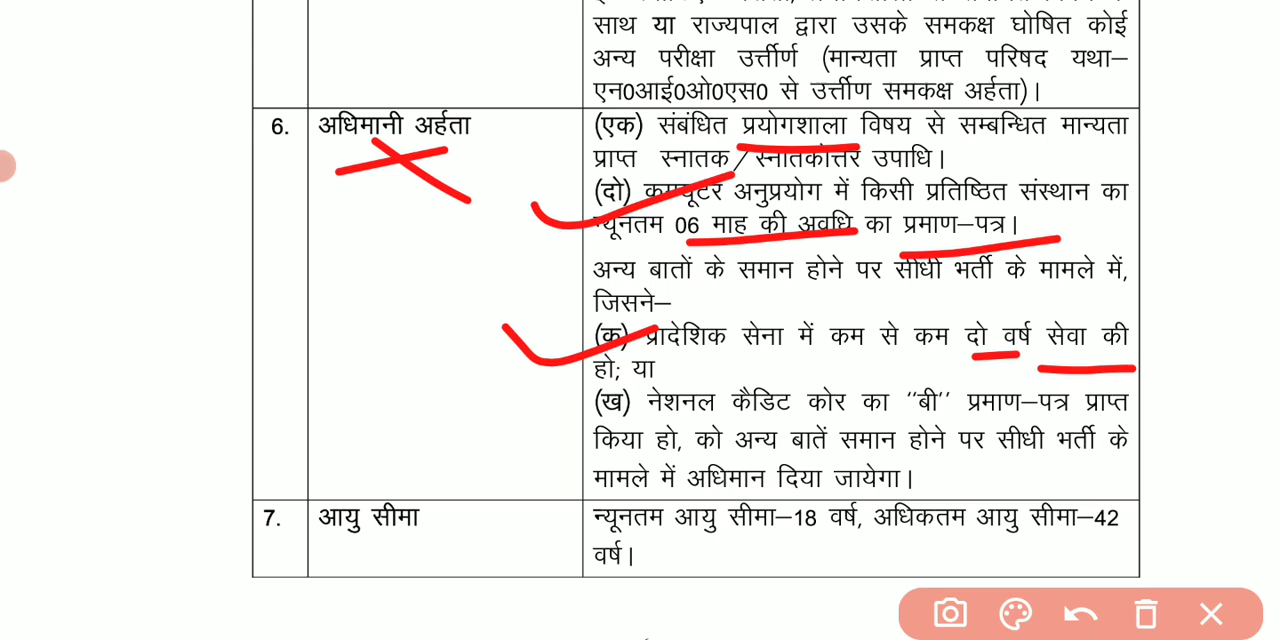 साथ या राज्यपाल द्वारा उसके समकक्ष घोषित कोई
अन्य परीक्षा उर्त्तीर्ण (मान्यता प्राप्त परिषद यथा–
एन0आई0ओ0एस0 से उर्त्तीण समकक्ष अर्हता)।
6. अधिमानी अर्हता (एक) संबंधित प्रयोगशाला विषय से सम्बन्धित मान्यता
प्राप्त स्नातक/स्नातकोत्तर उपाधि।
(दो) कम्प्यूटर अनुप्रयोग में किसी प्रतिष्ठित संस्थान का
न्यूनतम 06 माह की अवधि का प्रमाण–पत्र।
अन्य बातों के समान होने पर सीधी भर्ती के मामले में,
जिसने–
(क) प्रादेशिक सेना में कम से कम दो वर्ष सेवा की
हो; या
(ख) नेशनल कैडिट कोर का ''बी'' प्रमाण–पत्र प्राप्त
किया हो, को अन्य बातें समान होने पर सीधी भर्ती के
मामले में अधिमान दिया जायेगा।
7. आयु सीमा न्यूनतम आयु सीमा–18 वर्ष, अधिकतम आयु सीमा–42
वर्ष।